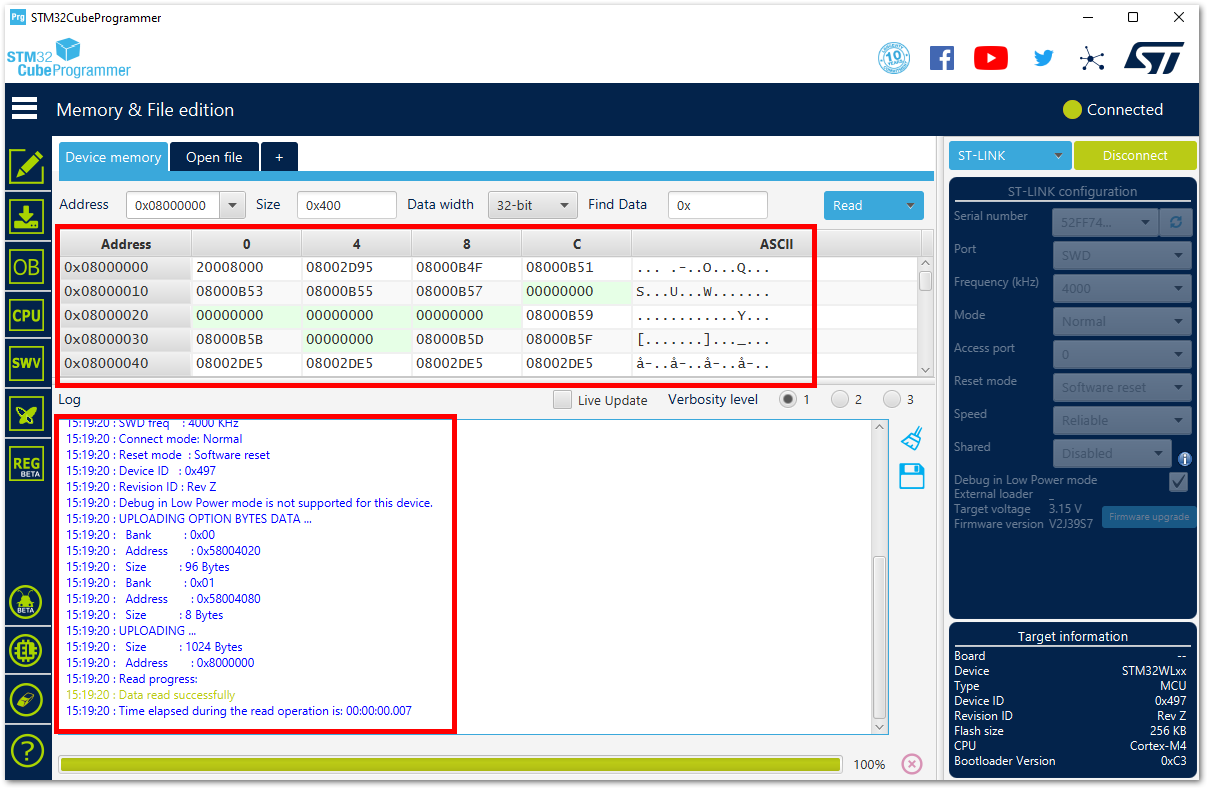 Prg STM32CubeProgrammer
STM32
CubeProgrammer
10 YEARS
Memory & File edition
Connected
Device memory Open file +
ST-LINK Disconnect
Address 0x08000000 Size 0x400 Data width 32-bit Find Data 0x Read
Address 0 4 8 C ASCII
0x08000000 20008000 08002D95 08000B4F 08000B51 ... .-..O...Q...
0x08000010 08000B53 08000B55 08000B57 00000000 S...U...W.......
0x08000020 00000000 00000000 00000000 08000B59 ............Y...
0x08000030 08000B5B 00000000 08000B5D 08000B5F [.......]..._...
0x08000040 08002DE5 08002DE5 08002DE5 08002DE5 å-..å-..å-..å-..
Log Live Update Verbosity level 1 2 3
15:19:20 : SWD freq : 4000 KHz
15:19:20 : Connect mode: Normal
15:19:20 : Reset mode : Software reset
15:19:20 : Device ID : 0x497
15:19:20 : Revision ID : Rev Z
15:19:20 : Debug in Low Power mode is not supported for this device.
15:19:20 : UPLOADING OPTION BYTES DATA ...
15:19:20 : Bank : 0x00
15:19:20 : Address : 0x58004020
15:19:20 : Size : 96 Bytes
15:19:20 : Bank : 0x01
15:19:20 : Address : 0x58004080
15:19:20 : Size : 8 Bytes
15:19:20 : UPLOADING ...
15:19:20 : Size : 1024 Bytes
15:19:20 : Address : 0x8000000
15:19:20 : Read progress:
15:19:20 : Data read successfully
15:19:20 : Time elapsed during the read operation is: 00:00:00.007
100%
OB
CPU
SWV
REG
BETA
BETA
?
ST-LINK configuration
Serial number 52FF74...
Port SWD
Frequency (kHz) 4000
Mode Normal
Access port 0
Reset mode Software reset
Speed Reliable
Shared Disabled
Debug in Low Power mode
External loader _
Target voltage 3.15 V
Firmware version V2J39S7 Firmware upgrade
Target information
Board --
Device STM32WLxx
Type MCU
Device ID 0x497
Revision ID Rev Z
Flash size 256 KB
CPU Cortex-M4
Bootloader Version 0xC3